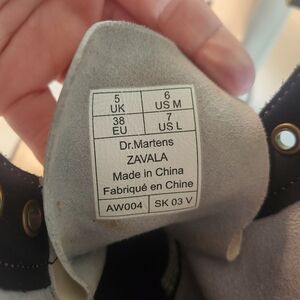 5 6
UK US M
38 7
EU US L
Dr.Martens
ZAVALA
Made in China
Fabriqué en Chine
AW004 SK 03 V